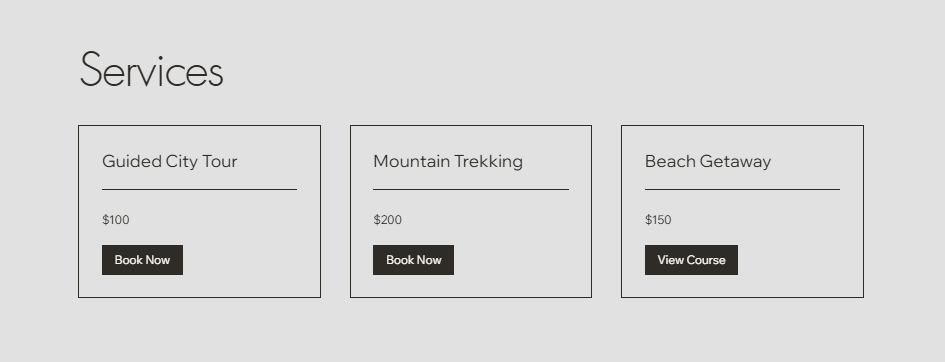 Services
Guided City Tour
$100
Book Now
Mountain Trekking
$200
Book Now
Beach Getaway
$150
View Course